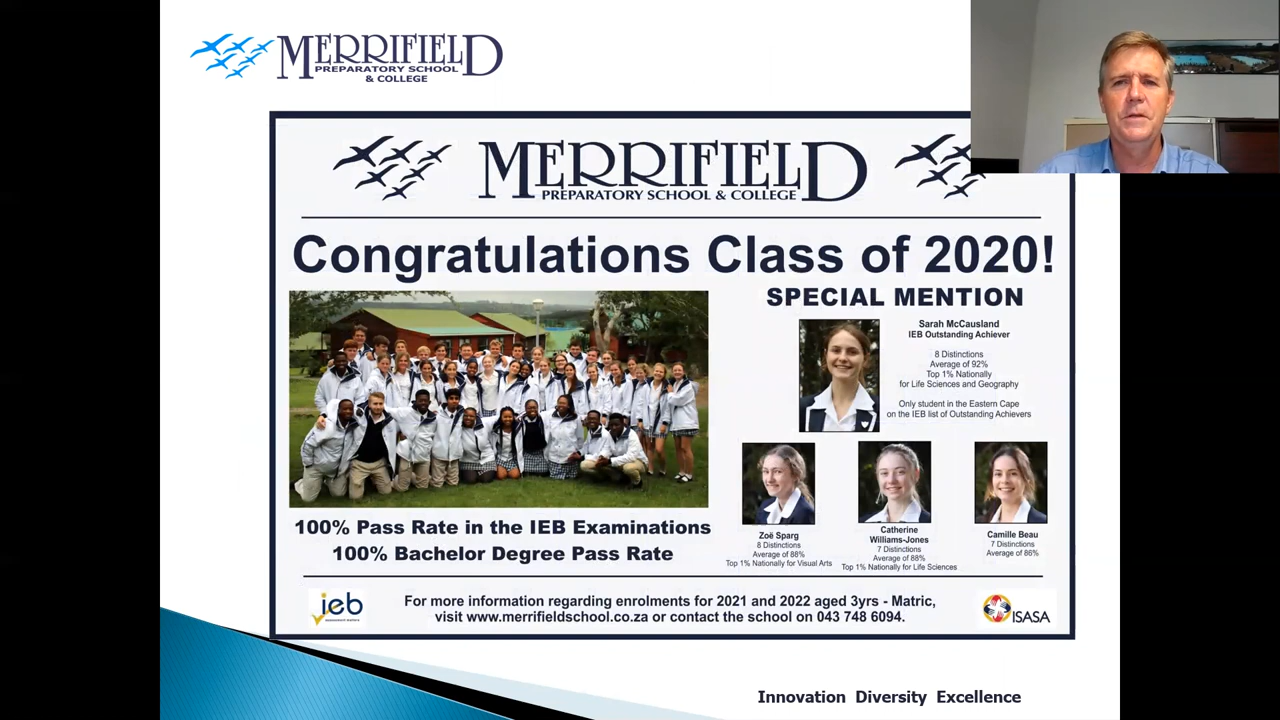 MERRIFIELD
PREPARATORY SCHOOL
& COLLEGE
MERRIFIELD
PREPARATORY SCHOOL & COLLEGE
Congratulations Class of 2020!
SPECIAL MENTION
Sarah McCausland
IEB Outstanding Achiever
8 Distinctions
Average of 92%
Top 1% Nationally
for Life Sciences and Geography
Only student in the Eastern Cape
on the IEB list of Outstanding Achievers
Zoë Sparg
8 Distinctions
Average of 88%
Top 1% Nationally for Visual Arts
Catherine
Williams-Jones
7 Distinctions
Average of 88%
Top 1% Nationally for Life Sciences
Camille Beau
7 Distinctions
Average of 86%
100% Pass Rate in the IEB Examinations
100% Bachelor Degree Pass Rate
ieb
For more information regarding enrolments for 2021 and 2022 aged 3yrs - Matric,
visit www.merrifieldschool.co.za or contact the school on 043 748 6094.
ISASA
Innovation Diversity Excellence